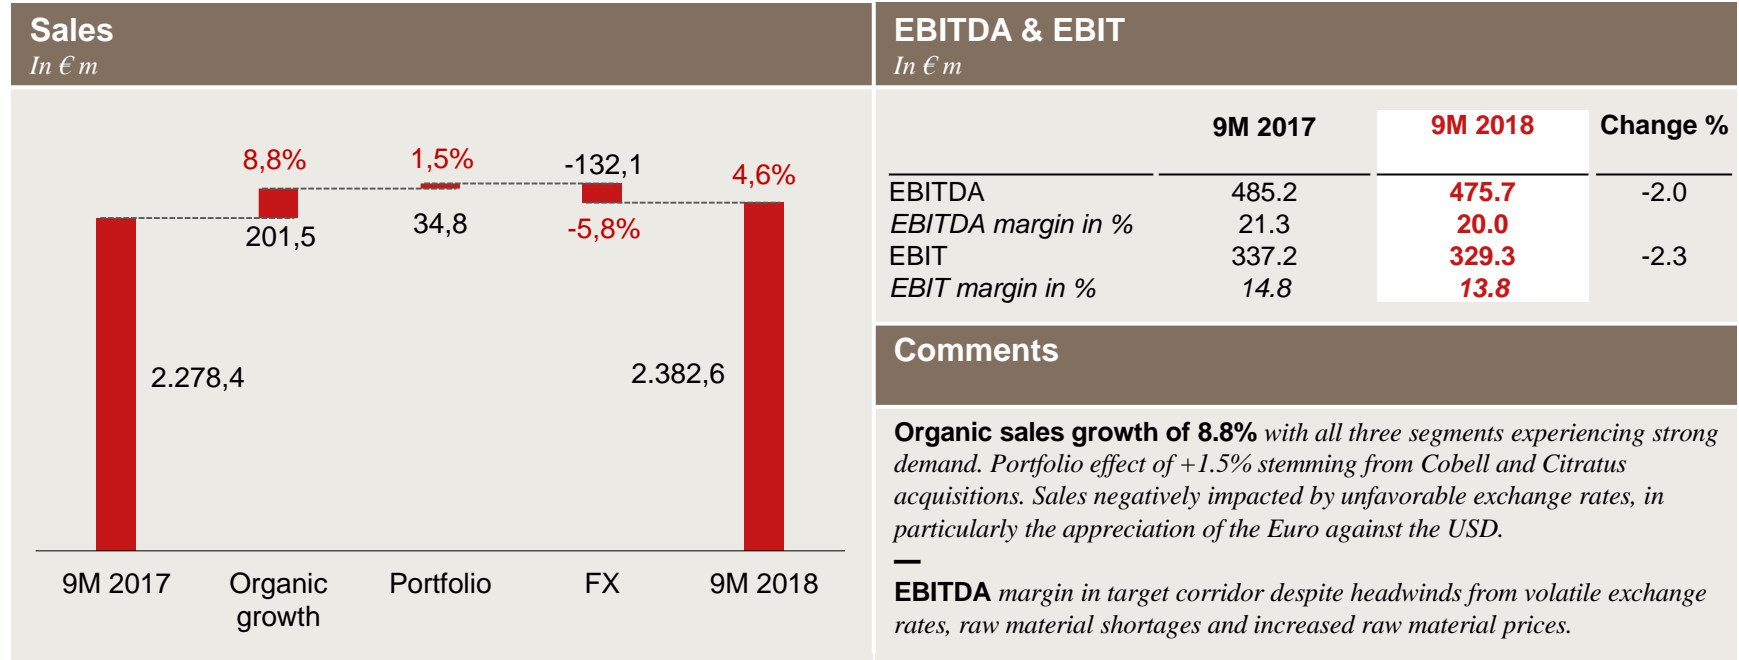 Sales
In € m
8,8%
1,5%
-132,1
4,6%
201,5
34,8
-5,8%
2.278,4
2.382,6
9M 2017
Organic
growth
Portfolio
FX
9M 2018
EBITDA & EBIT
In € m
9M 2017 9M 2018 Change %
EBITDA 485.2 475.7 -2.0
EBITDA margin in % 21.3 20.0
EBIT 337.2 329.3 -2.3
EBIT margin in % 14.8 13.8
Comments
Organic sales growth of 8.8% with all three segments experiencing strong
demand. Portfolio effect of +1.5% stemming from Cobell and Citratus
acquisitions. Sales negatively impacted by unfavorable exchange rates, in
particularly the appreciation of the Euro against the USD.
—
EBITDA margin in target corridor despite headwinds from volatile exchange
rates, raw material shortages and increased raw material prices.